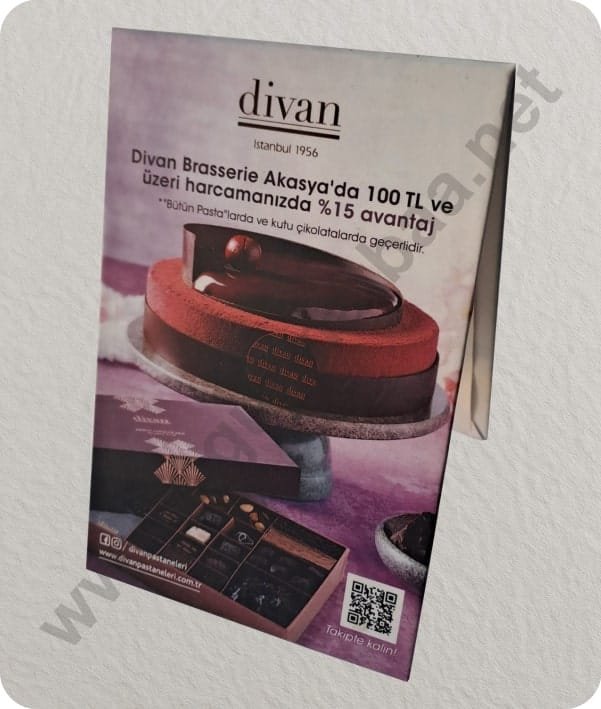 divan
İstanbul 1956
Divan Brasserie Akasya'da 100 TL ve
üzeri harcamanızda %15 avantaj
*"Bütün Pasta"larda ve kutu çikolatalarda geçerlidir.
divan
/divanpastaneleri
www.divanpastaneleri.com.tr
Takipte kalın!